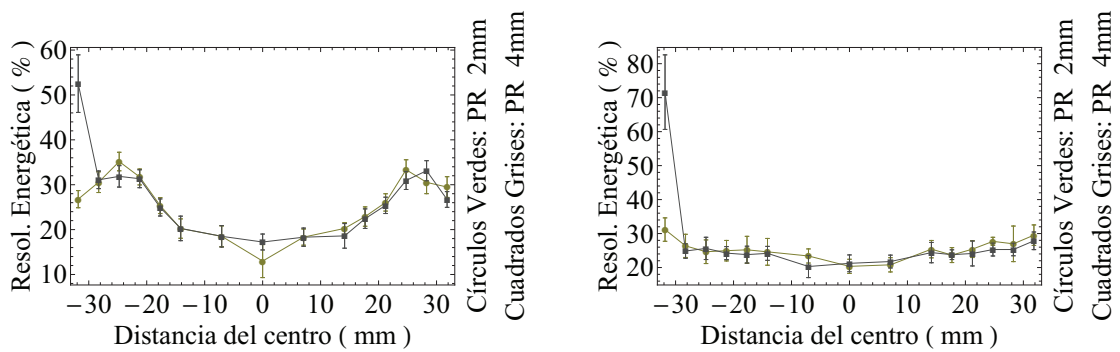 60
50
40
30
20
10
−30 −20 −10 0 10 20 30
Resol. Energética ( % )
Distancia del centro ( mm )
Círculos Verdes: PR 2mm
Cuadrados Grises: PR 4mm
80
70
60
50
40
30
20
−30 −20 −10 0 10 20 30
Resol. Energética ( % )
Distancia del centro ( mm )
Círculos Verdes: PR 2mm
Cuadrados Grises: PR 4mm